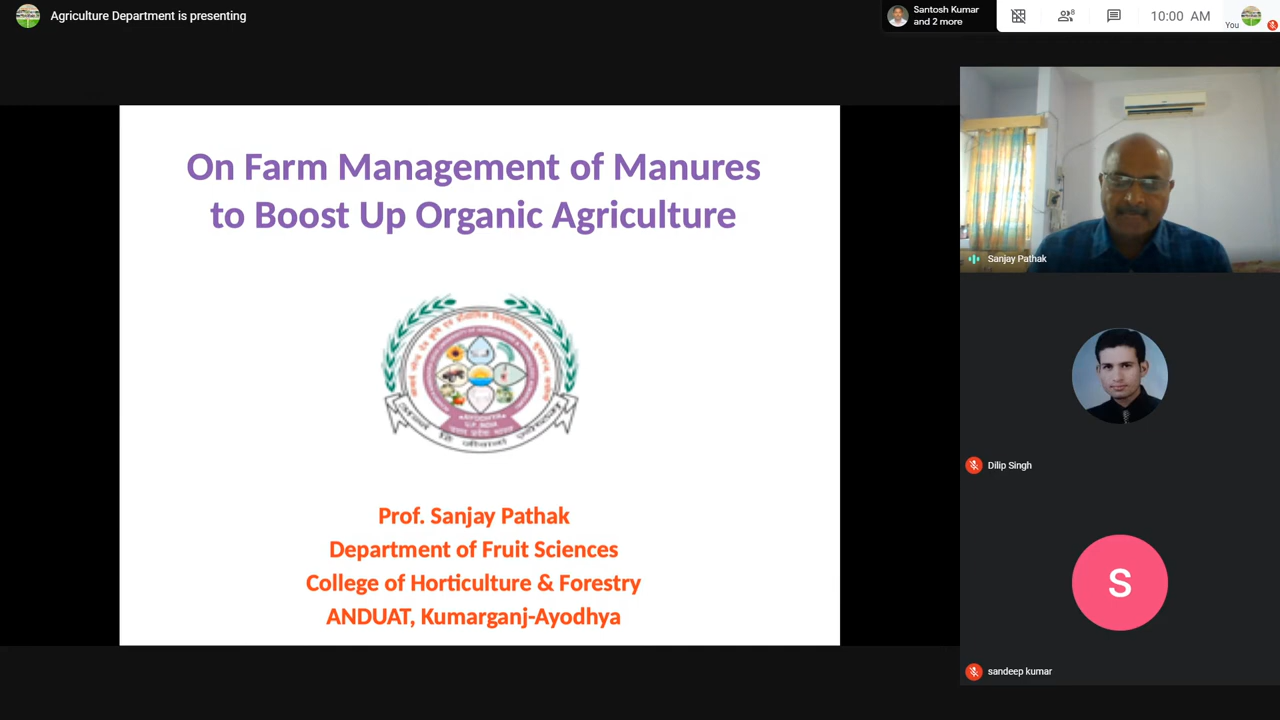 Agriculture Department is presenting
Santosh Kumar
and 2 more
8
10:00 AM
You
On Farm Management of Manures
to Boost Up Organic Agriculture
Prof. Sanjay Pathak
Department of Fruit Sciences
College of Horticulture & Forestry
ANDUAT, Kumarganj-Ayodhya
Sanjay Pathak
Dilip Singh
S
sandeep kumar